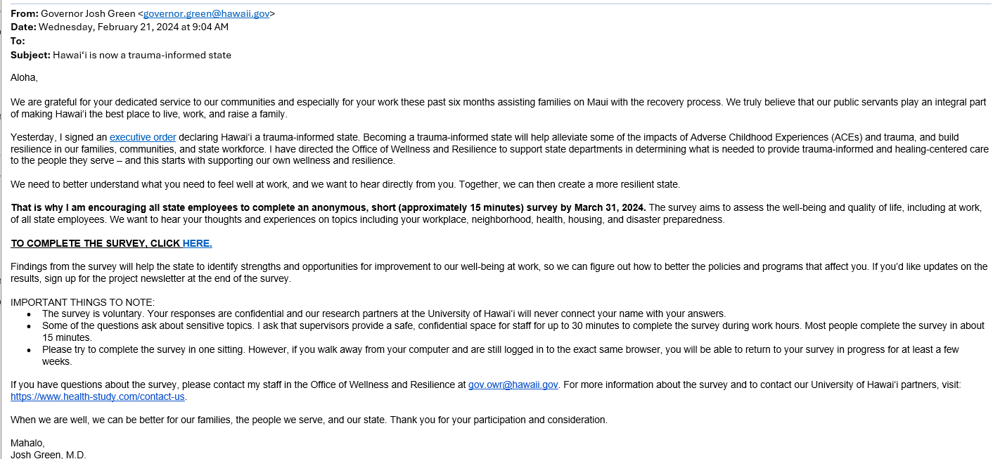 From: Governor Josh Green <governor.green@hawaii.gov>
Date: Wednesday, February 21, 2024 at 9:04 AM
To:
Subject: Hawaiʻi is now a trauma-informed state
Aloha,
We are grateful for your dedicated service to our communities and especially for your work these past six months assisting families on Maui with the recovery process. We truly believe that our public servants play an integral part
of making Hawaiʻi the best place to live, work, and raise a family.
Yesterday, I signed an executive order declaring Hawaiʻi a trauma-informed state. Becoming a trauma-informed state will help alleviate some of the impacts of Adverse Childhood Experiences (ACEs) and trauma, and build
resilience in our families, communities, and state workforce. I have directed the Office of Wellness and Resilience to support state departments in determining what is needed to provide trauma-informed and healing-centered care
to the people they serve – and this starts with supporting our own wellness and resilience.
We need to better understand what you need to feel well at work, and we want to hear directly from you. Together, we can then create a more resilient state.
That is why I am encouraging all state employees to complete an anonymous, short (approximately 15 minutes) survey by March 31, 2024. The survey aims to assess the well-being and quality of life, including at work,
of all state employees. We want to hear your thoughts and experiences on topics including your workplace, neighborhood, health, housing, and disaster preparedness.
TO COMPLETE THE SURVEY, CLICK HERE.
Findings from the survey will help the state to identify strengths and opportunities for improvement to our well-being at work, so we can figure out how to better the policies and programs that affect you. If you’d like updates on the
results, sign up for the project newsletter at the end of the survey.
IMPORTANT THINGS TO NOTE:
• The survey is voluntary. Your responses are confidential and our research partners at the University of Hawaiʻi will never connect your name with your answers.
• Some of the questions ask about sensitive topics. I ask that supervisors provide a safe, confidential space for staff for up to 30 minutes to complete the survey during work hours. Most people complete the survey in about
15 minutes.
• Please try to complete the survey in one sitting. However, if you walk away from your computer and are still logged in to the exact same browser, you will be able to return to your survey in progress for at least a few
weeks.
If you have questions about the survey, please contact my staff in the Office of Wellness and Resilience at gov.owr@hawaii.gov. For more information about the survey and to contact our University of Hawaiʻi partners, visit:
https://www.health-study.com/contact-us.
When we are well, we can be better for our families, the people we serve, and our state. Thank you for your participation and consideration.
Mahalo,
Josh Green, M.D.